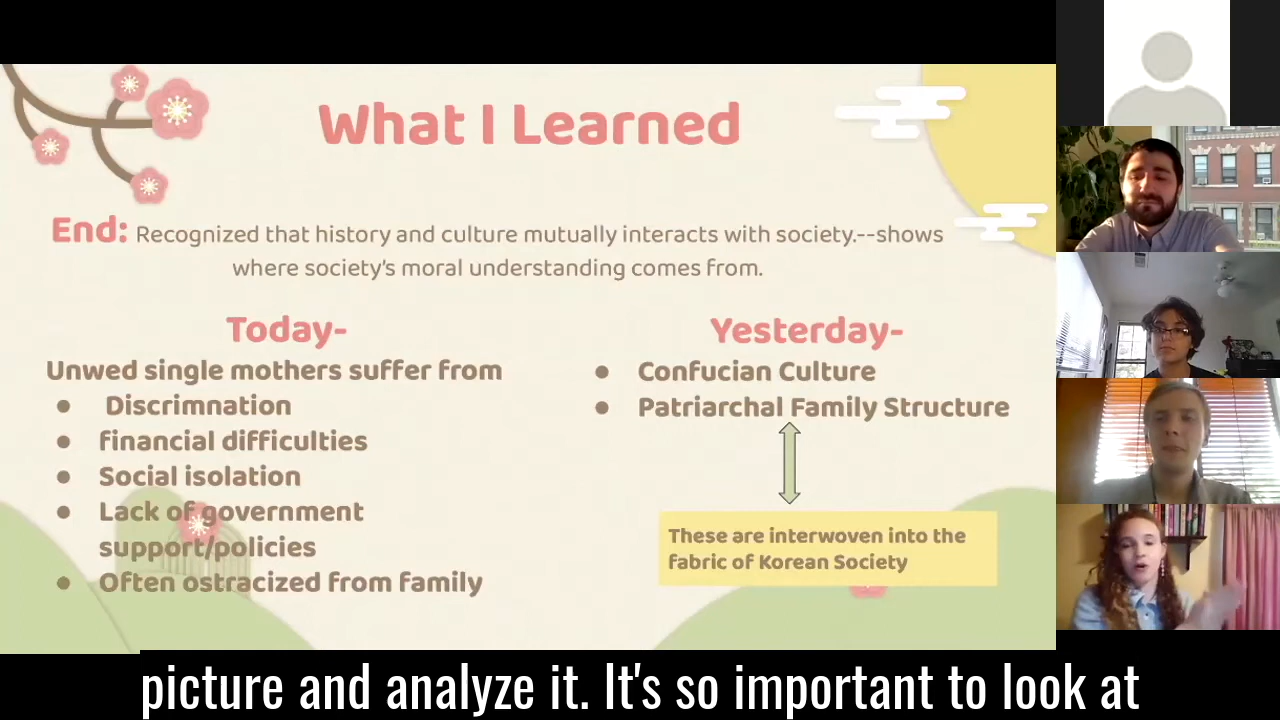 What I Learned
End: Recognized that history and culture mutually interacts with society.--shows
where society's moral understanding comes from.
Today-
Unwed single mothers suffer from
● Discrmnation
● financial difficulties
● Social isolation
● Lack of government
support/policies
● Often ostracized from family
Yesterday-
● Confucian Culture
● Patriarchal Family Structure
These are interwoven into the
fabric of Korean Society
picture and analyze it. It's so important to look at